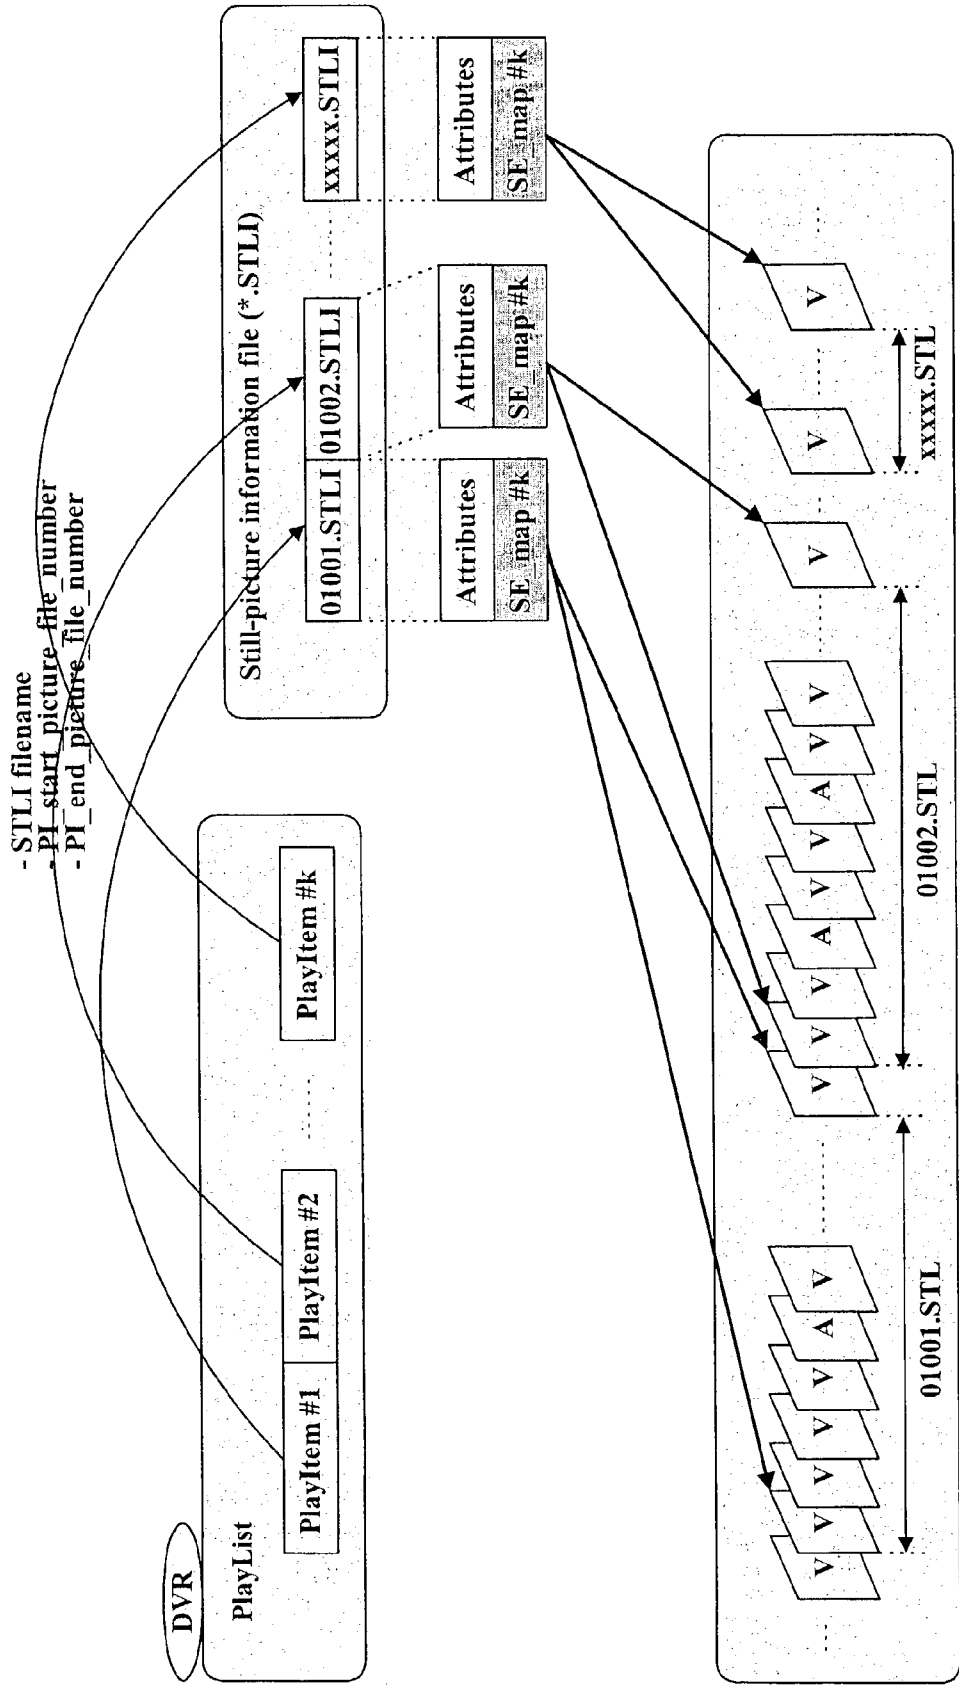 - STLI filename
- PI_start_picture_file_number
- PI_end_picture_file_number
DVR
PlayList
PlayItem #1
PlayItem #2
PlayItem #k
Still-picture information file (*.STLI)
01001.STLI
01002.STLI
xxxxx.STLI
Attributes
SE_map #k
Attributes
SE_map #k
Attributes
SE_map #k
V V V V V A V
V V V A V V A V V
V
V
V
01001.STL
01002.STL
xxxxx.STL